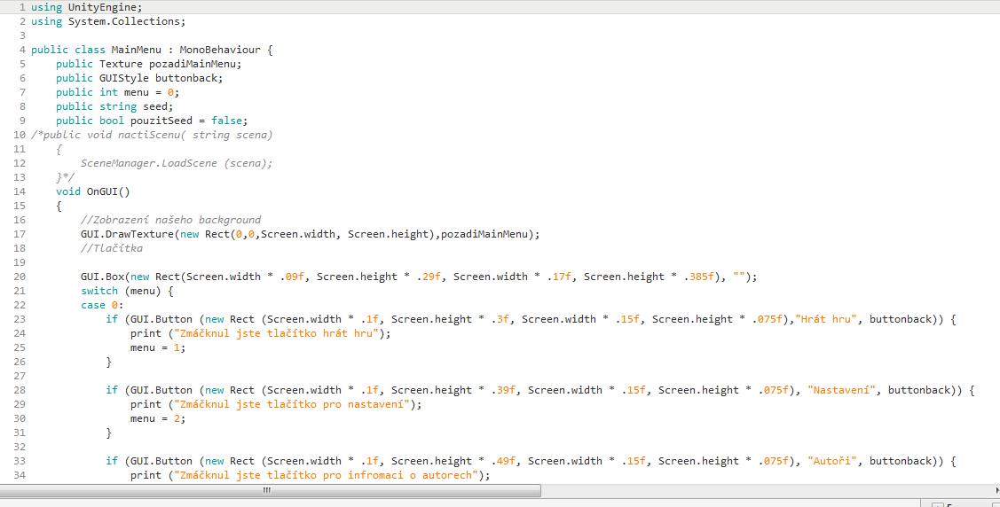 1 using UnityEngine;
2 using System.Collections;
3
4 public class MainMenu : MonoBehaviour {
5 public Texture pozadiMainMenu;
6 public GUIStyle buttonback;
7 public int menu = 0;
8 public string seed;
9 public bool pouzitSeed = false;
10 /*public void nactiScenu( string scena)
11 {
12 SceneManager.LoadScene (scena);
13 }*/
14 void OnGUI()
15 {
16 //Zobrazení našeho background
17 GUI.DrawTexture(new Rect(0,0,Screen.width, Screen.height),pozadiMainMenu);
18 //Tlačítka
19
20 GUI.Box(new Rect(Screen.width * .09f, Screen.height * .29f, Screen.width * .17f, Screen.height * .385f), "");
21 switch (menu) {
22 case 0:
23 if (GUI.Button (new Rect (Screen.width * .1f, Screen.height * .3f, Screen.width * .15f, Screen.height * .075f),"Hrát hru", buttonback)) {
24 print ("Zmáčknul jste tlačítko hrát hru");
25 menu = 1;
26 }
27
28 if (GUI.Button (new Rect (Screen.width * .1f, Screen.height * .39f, Screen.width * .15f, Screen.height * .075f), "Nastavení", buttonback)) {
29 print ("Zmáčknul jste tlačítko pro nastavení");
30 menu = 2;
31 }
32
33 if (GUI.Button (new Rect (Screen.width * .1f, Screen.height * .49f, Screen.width * .15f, Screen.height * .075f), "Autoři", buttonback)) {
34 print ("Zmáčknul jste tlačítko pro infromaci o autorech");